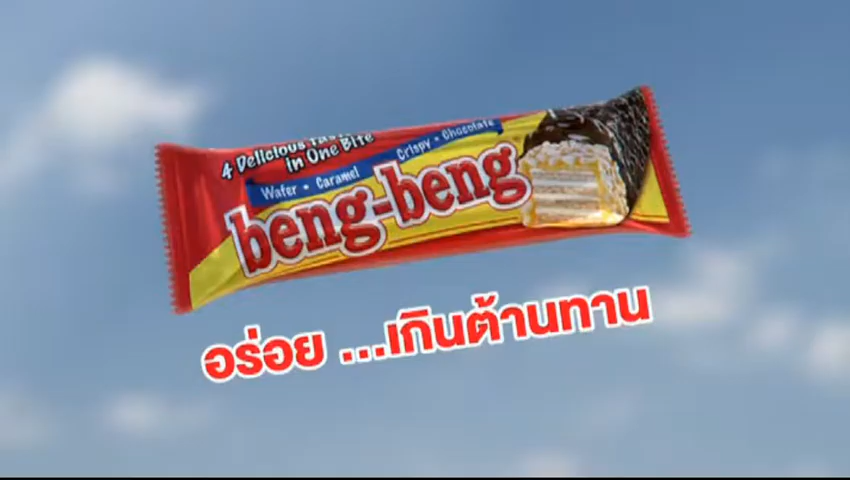 4 Delicious Tastes
in One Bite
Wafer • Caramel Crispy • Chocolate
beng-beng
อร่อย ...เกินต้านทาน